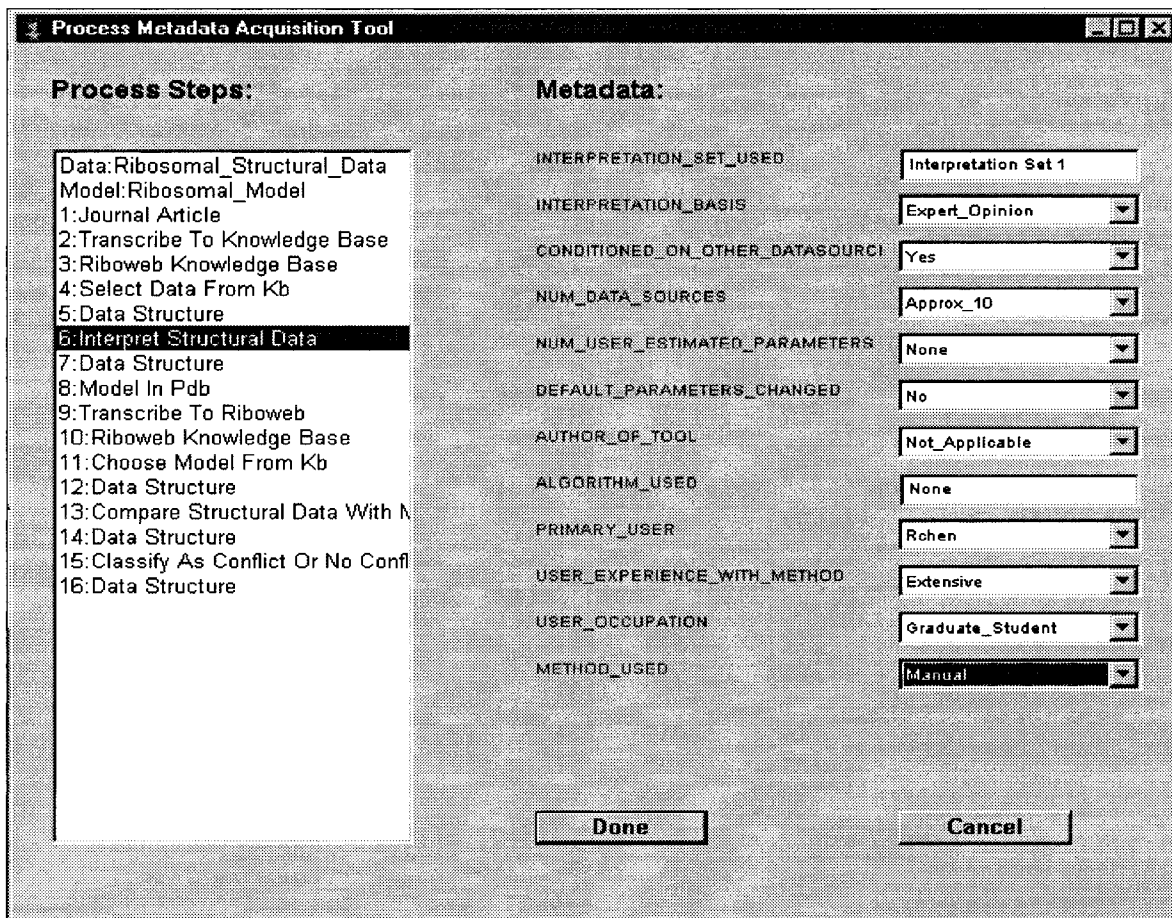 Process Metadata Acquisition Tool
Process Steps:
Data:Ribosomal_Structural_Data
Model:Ribosomal_Model
1:Journal Article
2:Transcribe To Knowledge Base
3:Riboweb Knowledge Base
4:Select Data From Kb
5:Data Structure
6:Interpret Structural Data
7:Data Structure
8:Model In Pdb
9:Transcribe To Riboweb
10:Riboweb Knowledge Base
11:Choose Model From Kb
12:Data Structure
13:Compare Structural Data With
14:Data Structure
15:Classify As Conflict Or No Confl
16:Data Structure
Metadata:
INTERPRETATION_SET_USED Interpretation Set 1
INTERPRETATION_BASIS Expert_Opinion
CONDITIONED_ON_OTHER_DATASOURCI Yes
NUM_DATA_SOURCES Approx_10
NUM_USER_ESTIMATED_PARAMETERS None
DEFAULT_PARAMETERS_CHANGED No
AUTHOR_OF_TOOL Not_Applicable
ALGORITHM_USED None
PRIMARY_USER Rchen
USER_EXPERIENCE_WITH_METHOD Extensive
USER_OCCUPATION Graduate_Student
METHOD_USED Manual
Done Cancel